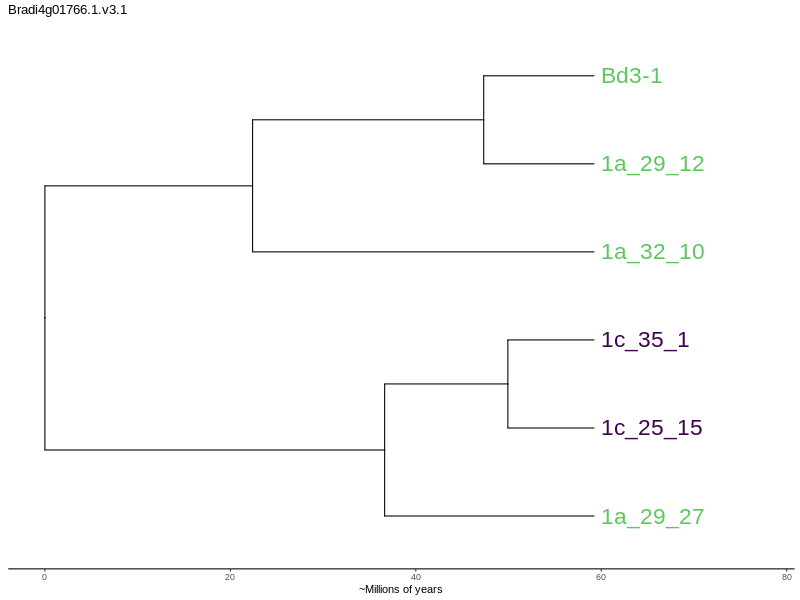 Bradi4g01766.1.v3.1
Bd3-1
1a_29_12
1a_32_10
1c_35_1
1c_25_15
1a_29_27
0 20 40 60 80
~Millions of years